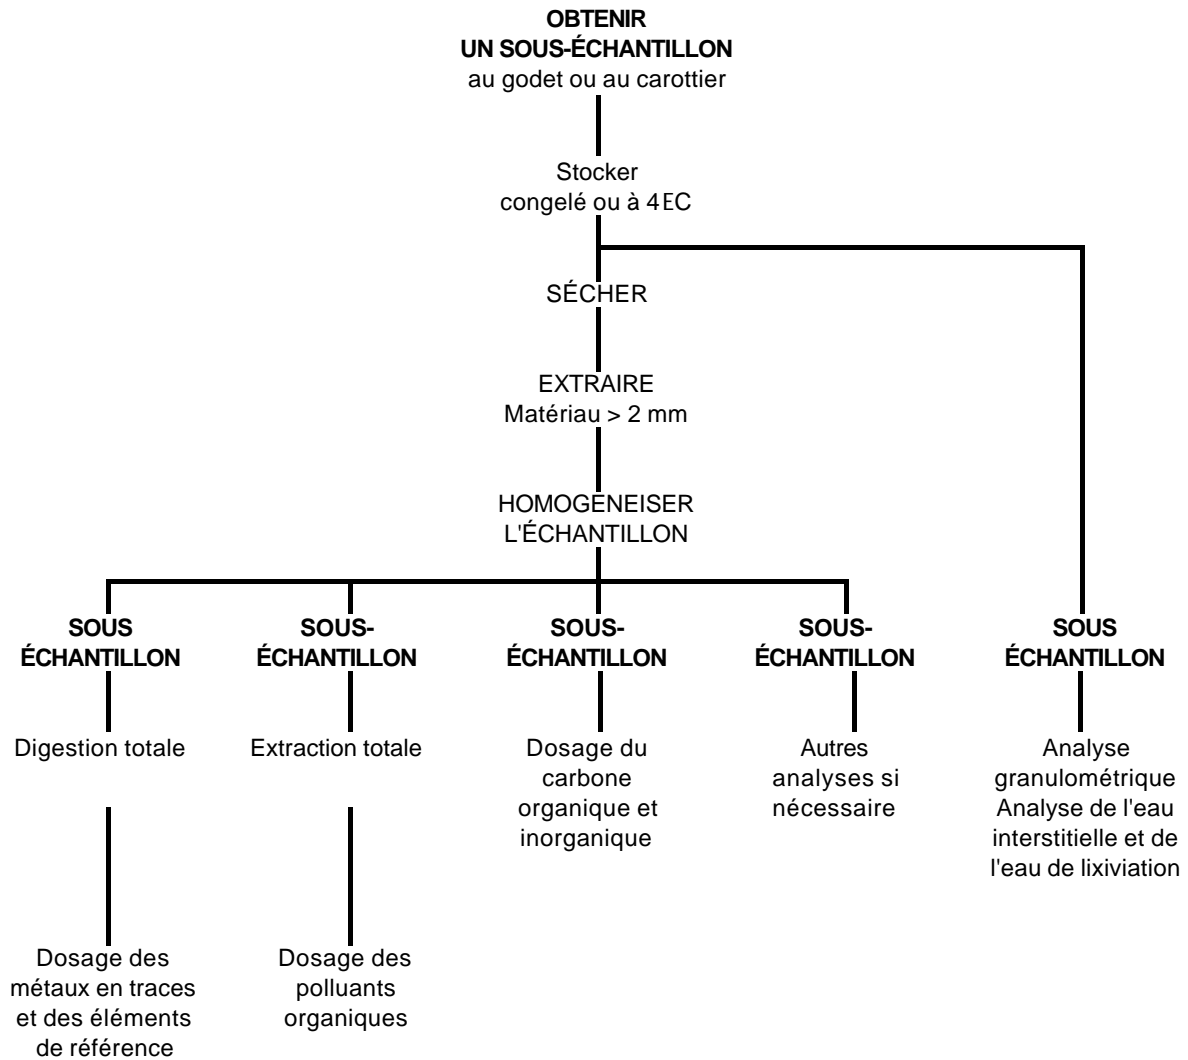 OBTENIR
UN SOUS-ÉCHANTILLON
au godet ou au carottier
Stocker
congelé ou à 4EC
SÉCHER
EXTRAIRE
Matériau > 2 mm
HOMOGENEISER
L'ÉCHANTILLON
SOUS
ÉCHANTILLON
SOUS-
ÉCHANTILLON
SOUS-
ÉCHANTILLON
SOUS-
ÉCHANTILLON
SOUS
ÉCHANTILLON
Digestion totale
Extraction totale
Dosage du
carbone
organique et
inorganique
Autres
analyses si
nécessaire
Analyse
granulométrique
Analyse de l'eau
interstitielle et de
l'eau de lixiviation
Dosage des
métaux en traces
et des éléments
de référence
Dosage des
polluants
organiques